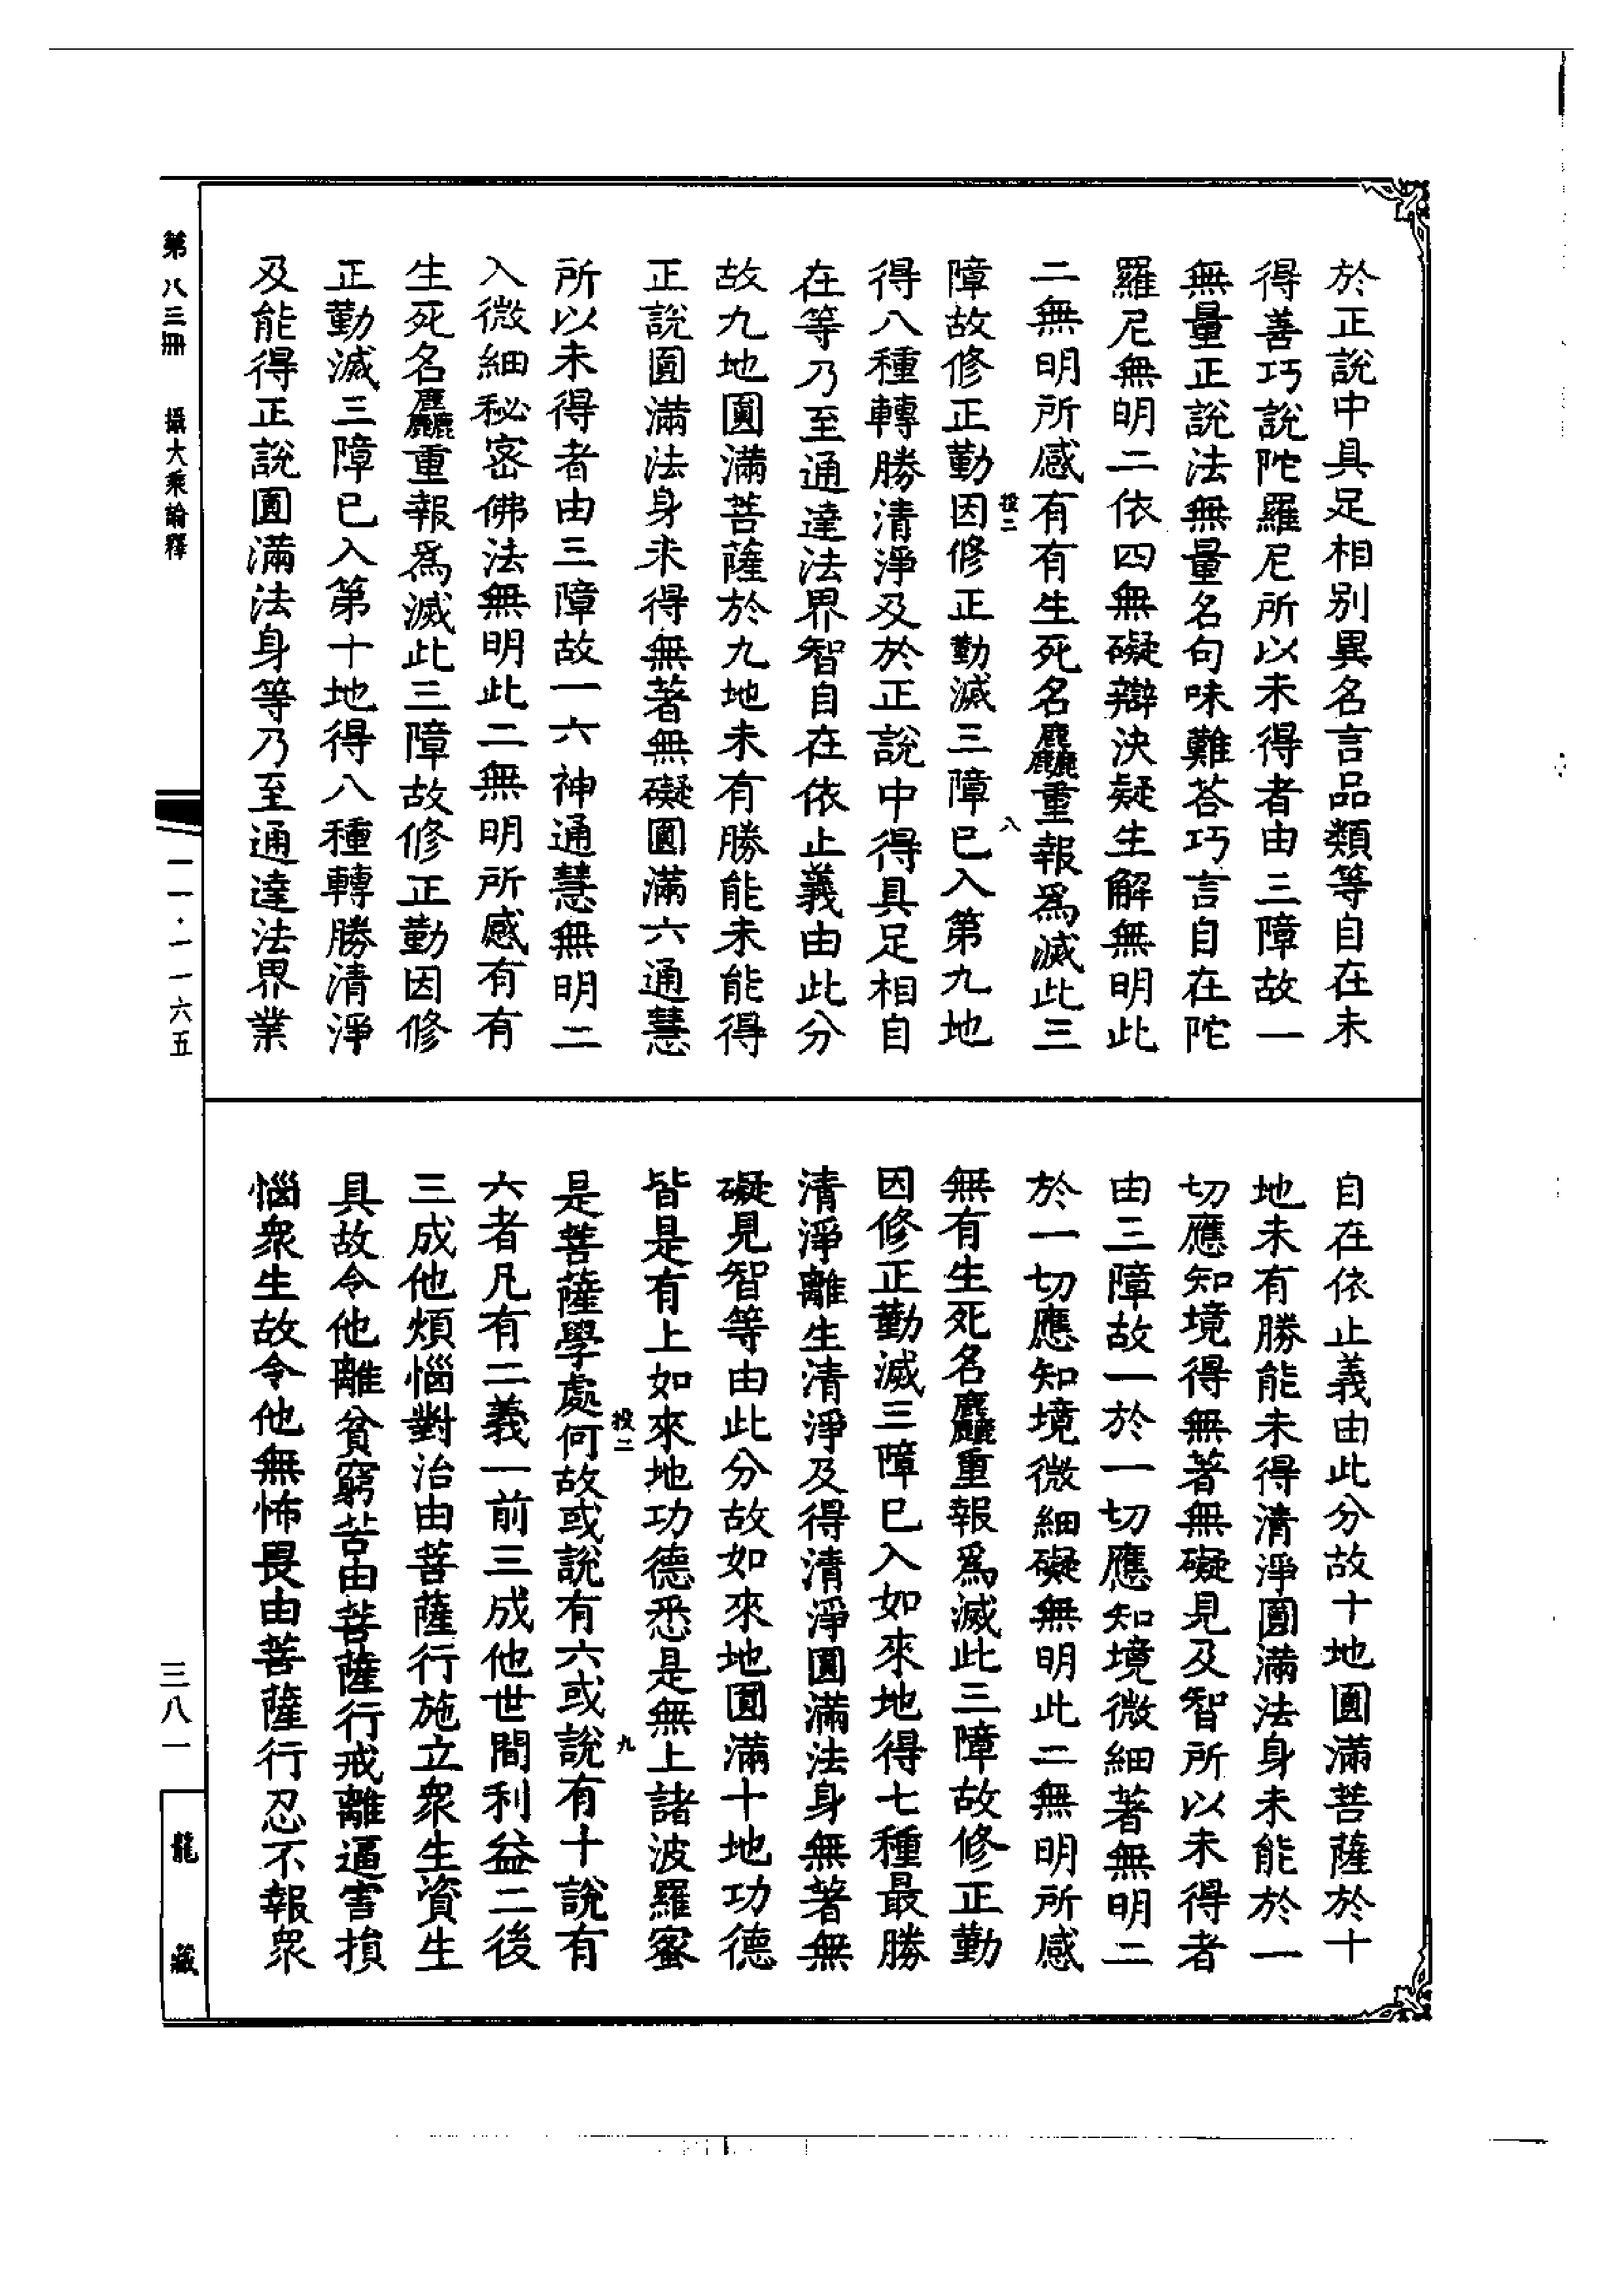 於正說中具足相別異名言品類等自在未
得善巧說陀羅尼所以未得者由三障故一
無量正說法無量名句味難荅巧言自在陀
羅尼無明二依四無礙辯決疑生解無明此
二無明所感有有生死名麤重報爲滅此三
投二 八
障故修正勤因修正勤滅三障已入第九地
得八種轉勝清淨及於正說中得具足相自
在等乃至通達法界智自在依止義由此分
故九地圓滿菩薩於九地未有勝能未能得
正說圓滿法身未得無著無礙圓滿六通慧
所以未得者由三障故一六神通慧無明二
入微細秘密佛法無明此二無明所感有有
生死名麤重報爲滅此三障故修正勤因修
正勤滅三障已入第十地得八種轉勝清淨
及能得正說圓滿法身等乃至通達法界業
自在依止義由此分故十地圓滿菩薩於十
地未有勝能未得清淨圓滿法身未能於一
切應知境得無著無礙見及智所以未得者
由三障故一於一切應知境微細著無明二
於一切應知境微細礙無明此二無明所感
無有生死名麤重報爲滅此三障故修正勤
因修正勤滅三障已入如來地得七種最勝
清淨離生清淨及得清淨圓滿法身無著無
礙見智等由此分故如來地圓滿十地功德
皆是有上如來地功德悉是無上諸波羅蜜
投二 九
是菩薩學處何故或說有六或說有十說有
六者凡有二義一前三成他世間利益二後
三成他煩惱對治由菩薩行施立衆生資生
具故令他離貧窮苦由菩薩行戒離逼害損
惱衆生故令他無怖畏由菩薩行忍不報衆
第八三冊 攝大乘論釋
一一·一一六五
三八一
龍藏